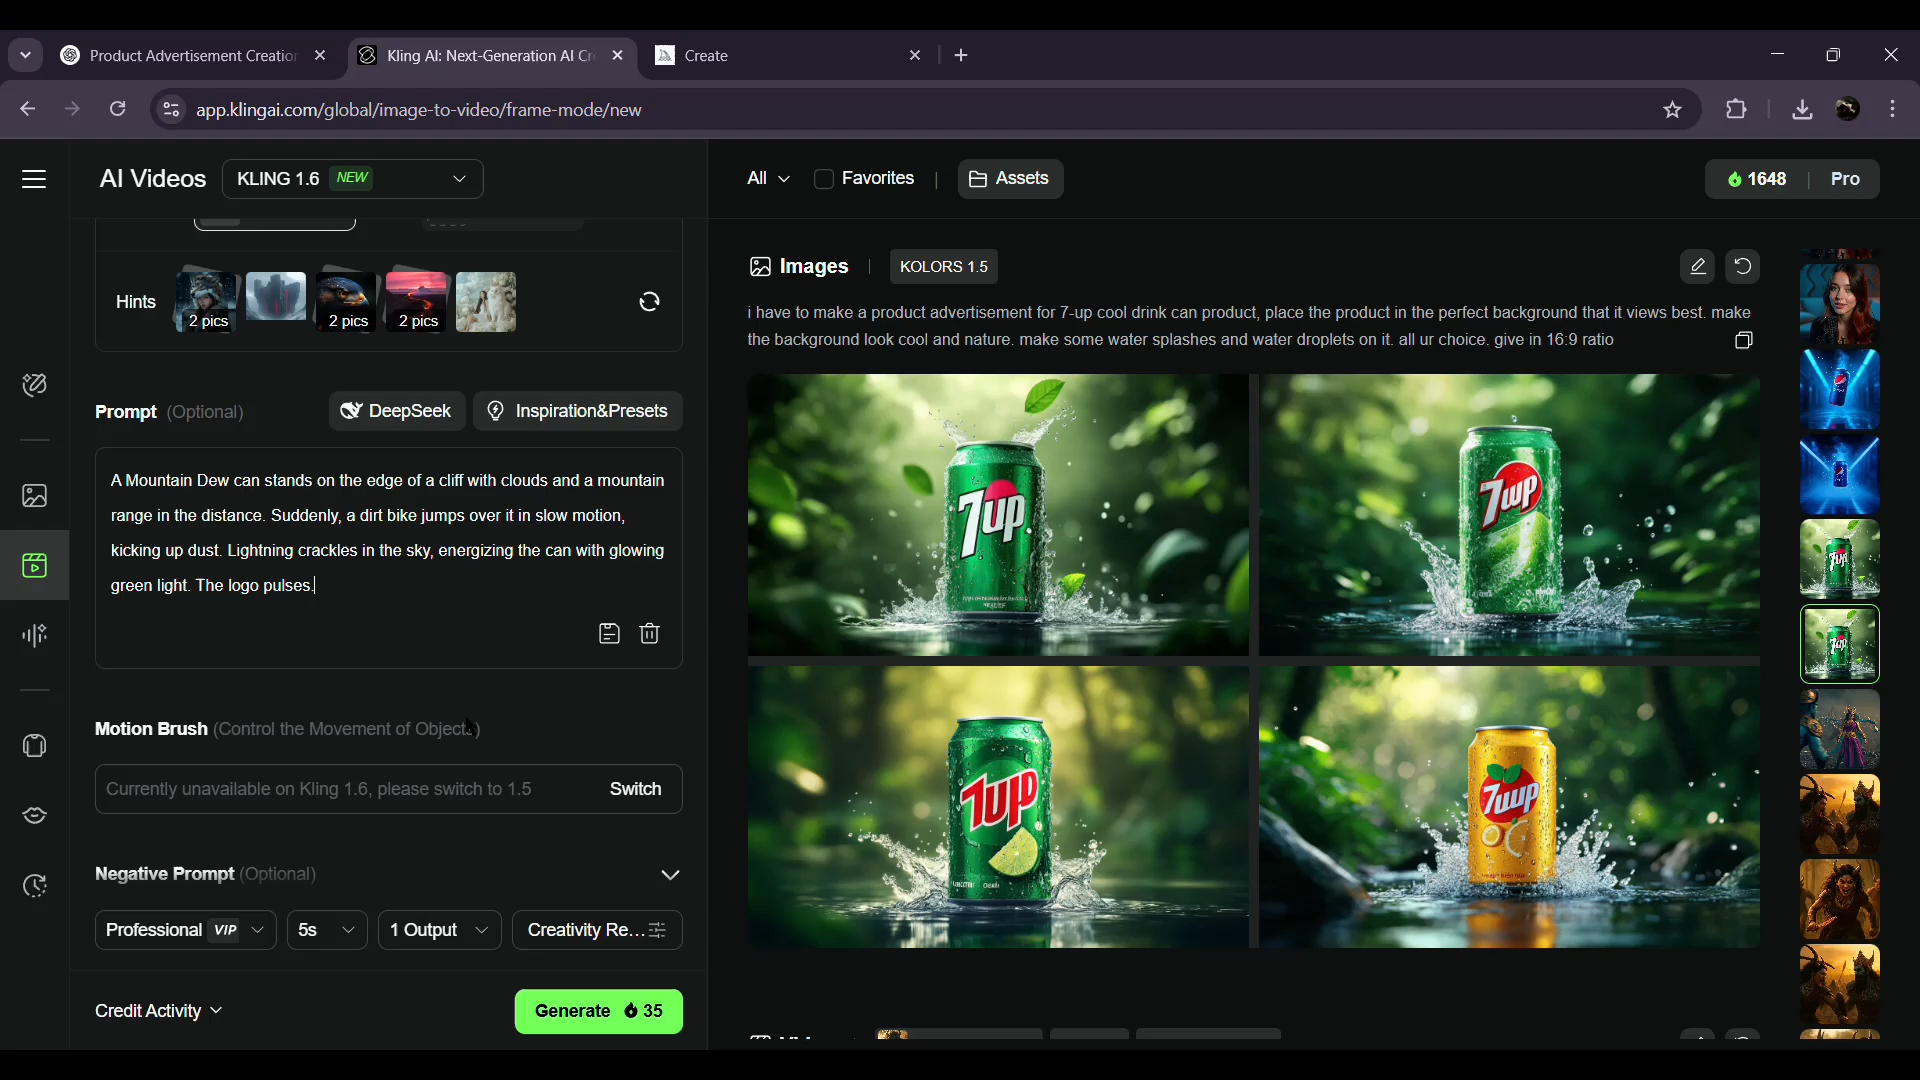 Product Advertisement Creation
Kling AI: Next-Generation AI Cr
Create
app.klingai.com/global/image-to-video/frame-mode/new
AI Videos
KLING 1.6 NEW
All
Favorites
Assets
1648
Pro
Hints
2 pics
2 pics
2 pics
Images
KOLORS 1.5
i have to make a product advertisement for 7-up cool drink can product, place the product in the perfect background that it views best. make
the background look cool and nature. make some water splashes and water droplets on it. all ur choice. give in 16:9 ratio
Prompt (Optional)
DeepSeek
Inspiration&Presets
A Mountain Dew can stands on the edge of a cliff with clouds and a mountain
range in the distance. Suddenly, a dirt bike jumps over it in slow motion,
kicking up dust. Lightning crackles in the sky, energizing the can with glowing
green light. The logo pulses.
7up
7wp
Motion Brush (Control the Movement of Objects)
Currently unavailable on Kling 1.6, please switch to 1.5
Switch
7up
7uup
Negative Prompt (Optional)
Professional VIP
5s
1 Output
Creativity Re...
Credit Activity
Generate 35